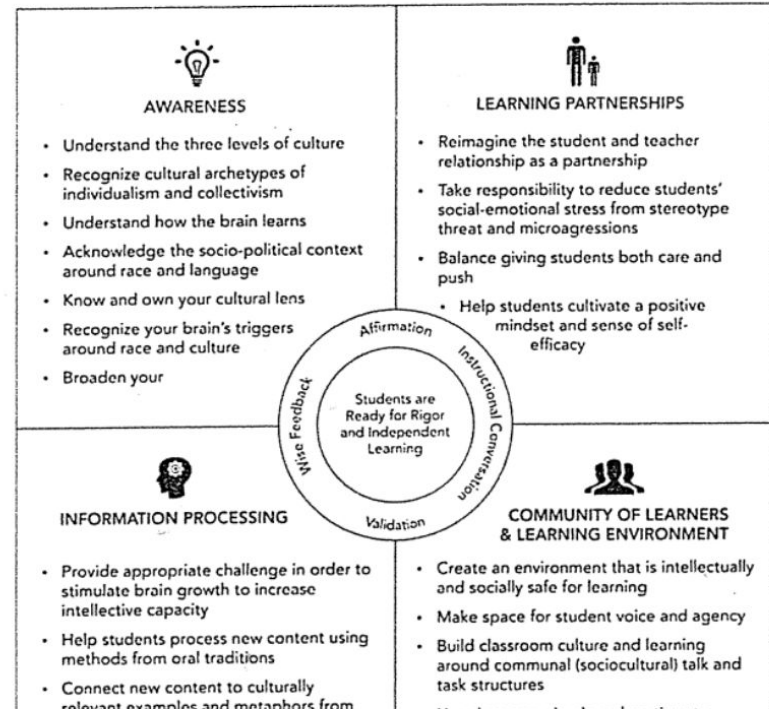 AWARENESS
• Understand the three levels of culture
• Recognize cultural archetypes of
individualism and collectivism
• Understand how the brain learns
• Acknowledge the socio-political context
around race and language
• Know and own your cultural lens
• Recognize your brain's triggers
around race and culture
• Broaden your
LEARNING PARTNERSHIPS
• Reimagine the student and teacher
relationship as a partnership
• Take responsibility to reduce students'
social-emotional stress from stereotype
threat and microagressions
• Balance giving students both care and
push
• Help students cultivate a positive
mindset and sense of self-
efficacy
Affirmation
Instructional Conversation
Validation
Wise Feedback
Students are
Ready for Rigor
and Independent
Learning
INFORMATION PROCESSING
• Provide appropriate challenge in order to
stimulate brain growth to increase
intellective capacity
• Help students process new content using
methods from oral traditions
• Connect new content to culturally
relevant examples and metaphors from
COMMUNITY OF LEARNERS
& LEARNING ENVIRONMENT
• Create an environment that is intellectually
and socially safe for learning
• Make space for student voice and agency
• Build classroom culture and learning
around communal (sociocultural) talk and
task structures